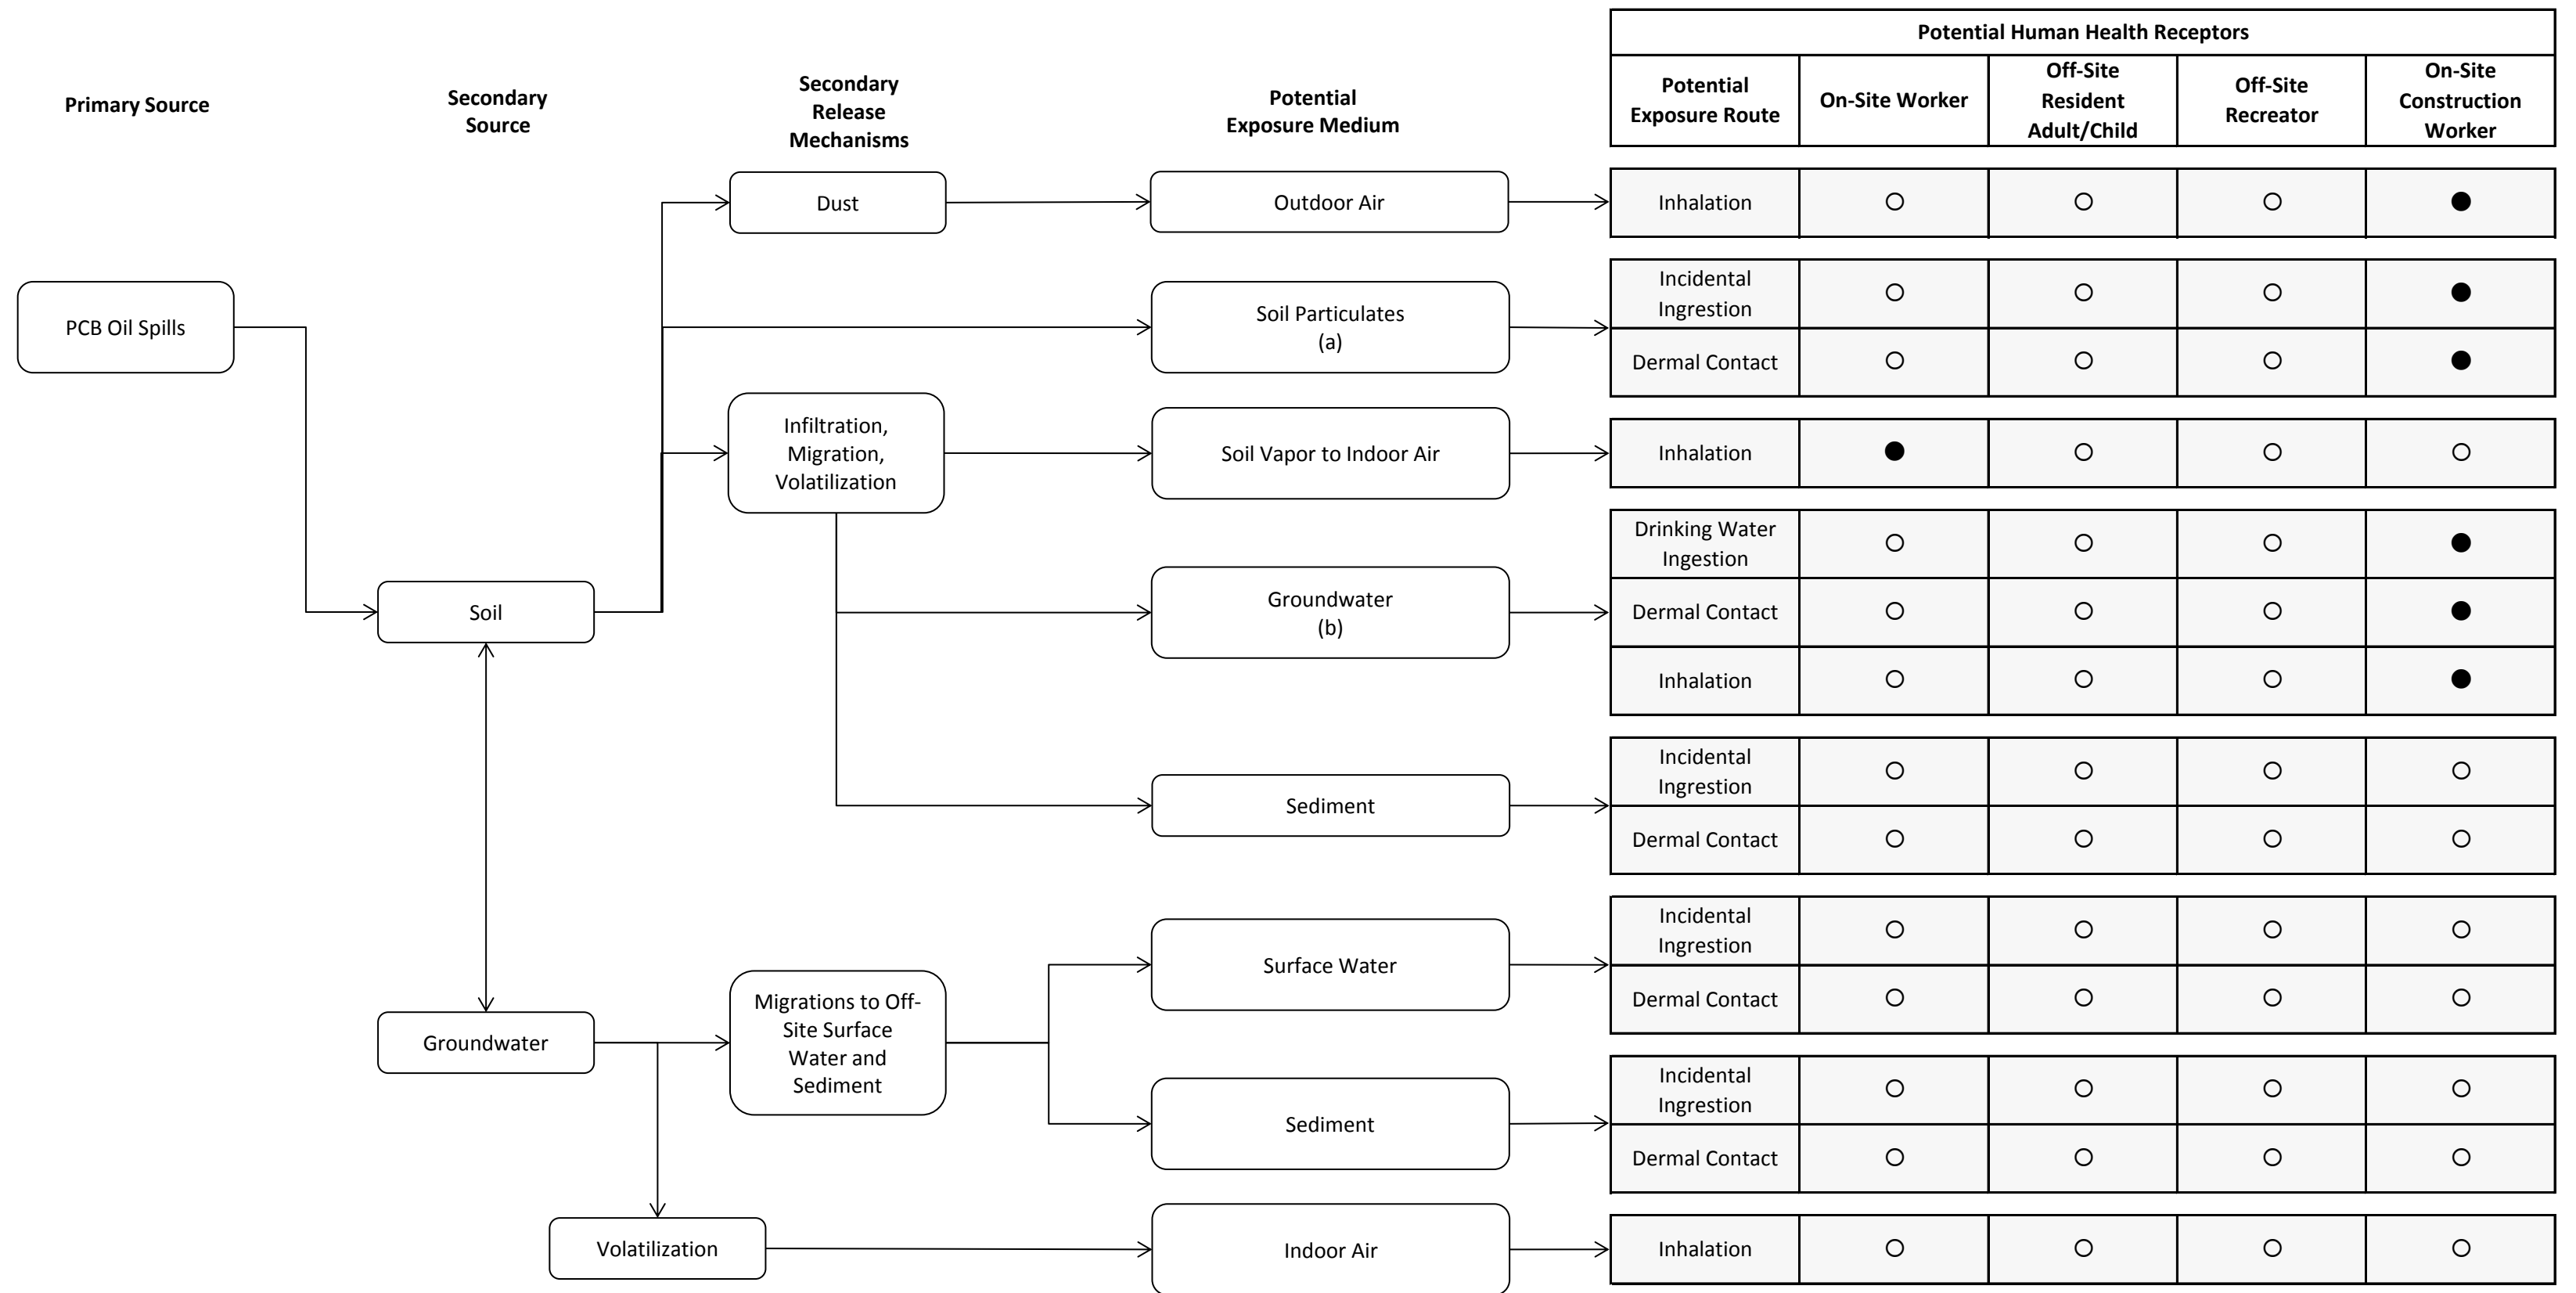 Potential Human Health Receptors
Primary Source
Secondary
Source
Secondary
Release
Mechanisms
Potential
Exposure Medium
Potential
Exposure Route
On-Site Worker
Off-Site
Resident
Adult/Child
Off-Site
Recreator
On-Site
Construction
Worker
Dust
Outdoor Air
Inhalation
PCB Oil Spills
Soil Particulates
(a)
Incidental
Ingrestion
Dermal Contact
Infiltration,
Migration,
Volatilization
Soil Vapor to Indoor Air
Inhalation
Soil
Groundwater
(b)
Drinking Water
Ingestion
Dermal Contact
Inhalation
Sediment
Incidental
Ingrestion
Dermal Contact
Groundwater
Migrations to Off-
Site Surface
Water and
Sediment
Surface Water
Incidental
Ingrestion
Dermal Contact
Sediment
Incidental
Ingrestion
Dermal Contact
Volatilization
Indoor Air
Inhalation